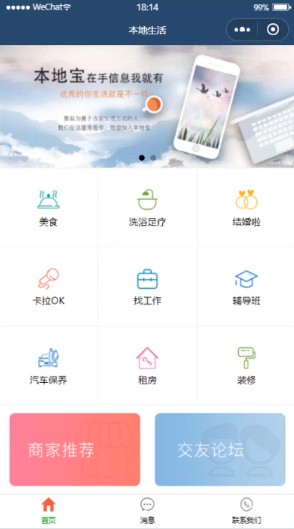 WeChat
18:14
99%
本地生活
本地宝在手信息我就有
优秀的你生活就是不一样
美食
洗浴足疗
结婚啦
卡拉OK
找工作
辅导班
汽车保养
租房
装修
商家推荐
交友论坛
首页
消息
联系我们